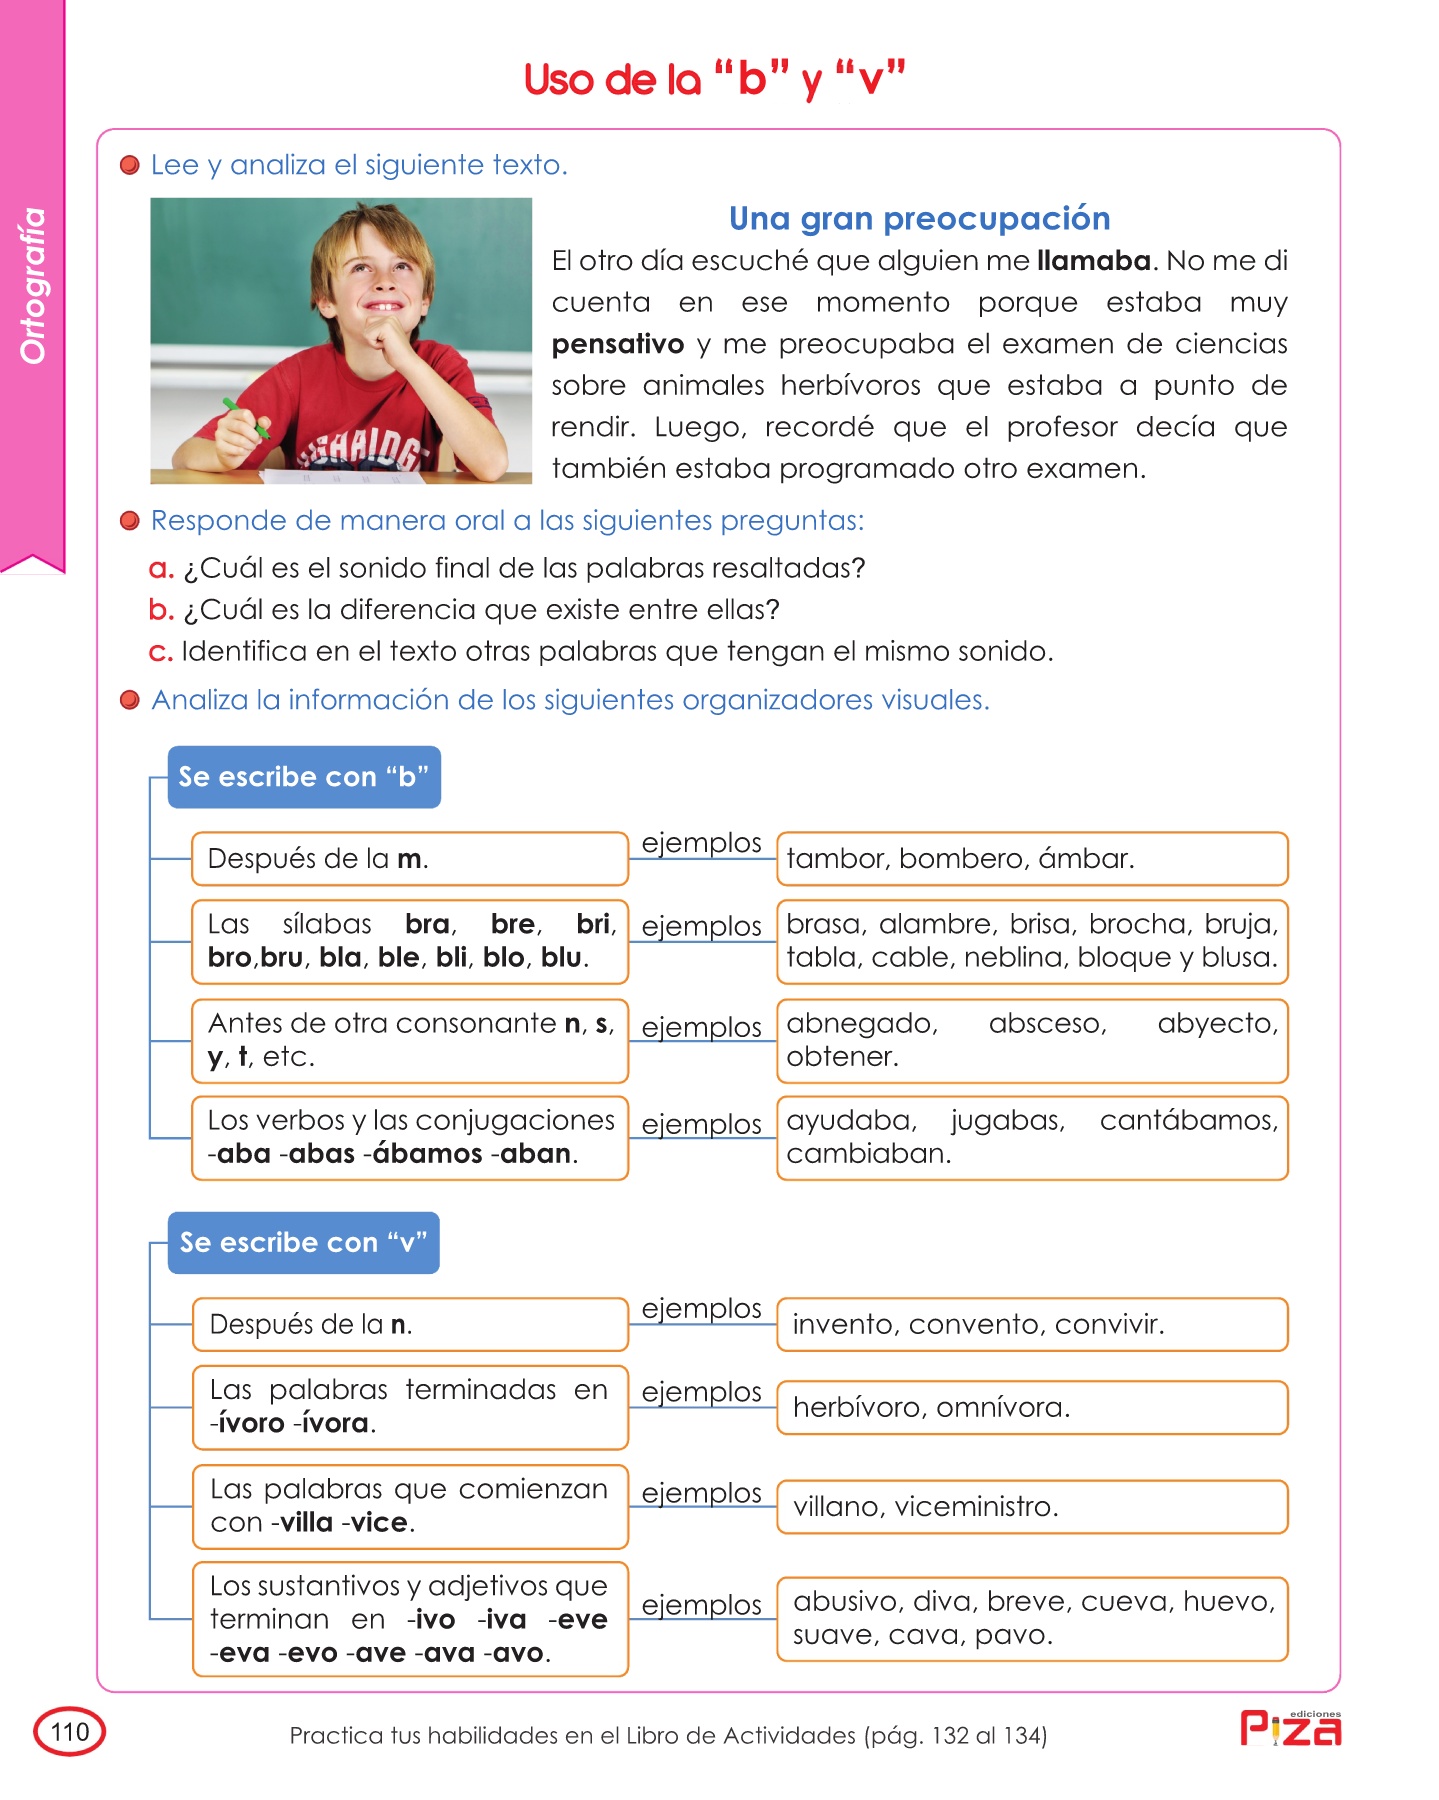 Uso de la “b” y “v”
Ortografía
Lee y analiza el siguiente texto.
Una gran preocupación
El otro día escuché que alguien me llamaba. No me di
cuenta en ese momento porque estaba muy
pensativo y me preocupaba el examen de ciencias
sobre animales herbívoros que estaba a punto de
rendir. Luego, recordé que el profesor decía que
también estaba programado otro examen.
Responde de manera oral a las siguientes preguntas:
a. ¿Cuál es el sonido final de las palabras resaltadas?
b. ¿Cuál es la diferencia que existe entre ellas?
c. Identifica en el texto otras palabras que tengan el mismo sonido.
Analiza la información de los siguientes organizadores visuales.
Se escribe con “b”
Después de la m.
ejemplos
tambor, bombero, ámbar.
Las sílabas bra, bre, bri,
bro,bru, bla, ble, bli, blo, blu.
ejemplos
brasa, alambre, brisa, brocha, bruja,
tabla, cable, neblina, bloque y blusa.
Antes de otra consonante n, s,
y, t, etc.
ejemplos
abnegado, absceso, abyecto,
obtener.
Los verbos y las conjugaciones
-aba -abas -ábamos -aban.
ejemplos
ayudaba, jugabas, cantábamos,
cambiaban.
Se escribe con “v”
Después de la n.
ejemplos
invento, convento, convivir.
Las palabras terminadas en
-ívoro -ívora.
ejemplos
herbívoro, omnívora.
Las palabras que comienzan
con -villa -vice.
ejemplos
villano, viceministro.
Los sustantivos y adjetivos que
terminan en -ivo -iva -eve
-eva -evo -ave -ava -avo.
ejemplos
abusivo, diva, breve, cueva, huevo,
suave, cava, pavo.
110
Practica tus habilidades en el Libro de Actividades (pág. 132 al 134)
ediciones
Piza